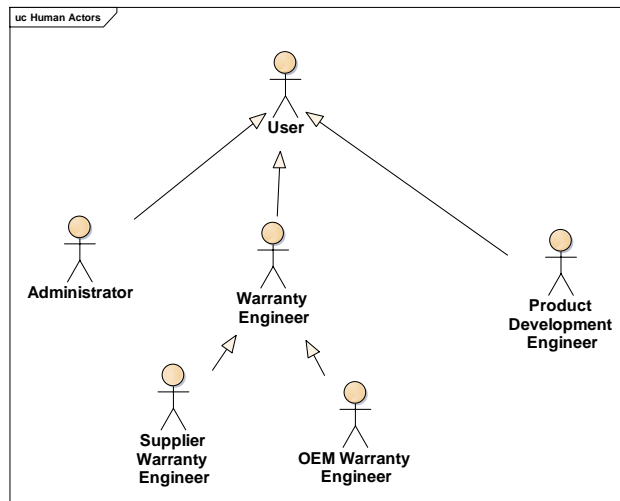 uc Human Actors
User
Administrator
Warranty
Engineer
Product
Development
Engineer
Supplier
Warranty
Engineer
OEM Warranty
Engineer